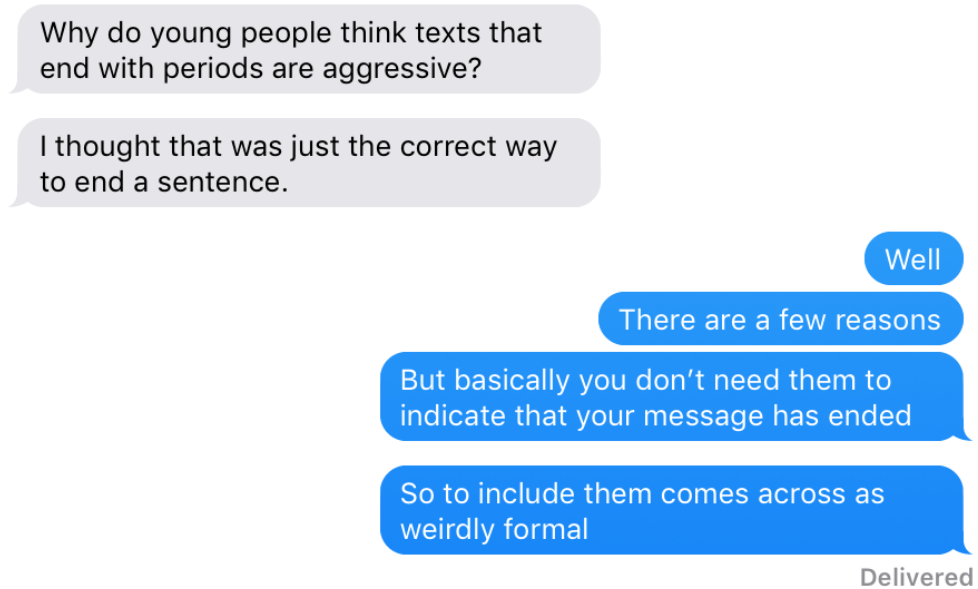 Why do young people think texts that
end with periods are aggressive?
I thought that was just the correct way
to end a sentence.
Well
There are a few reasons
But basically you don’t need them to
indicate that your message has ended
So to include them comes across as
weirdly formal
Delivered